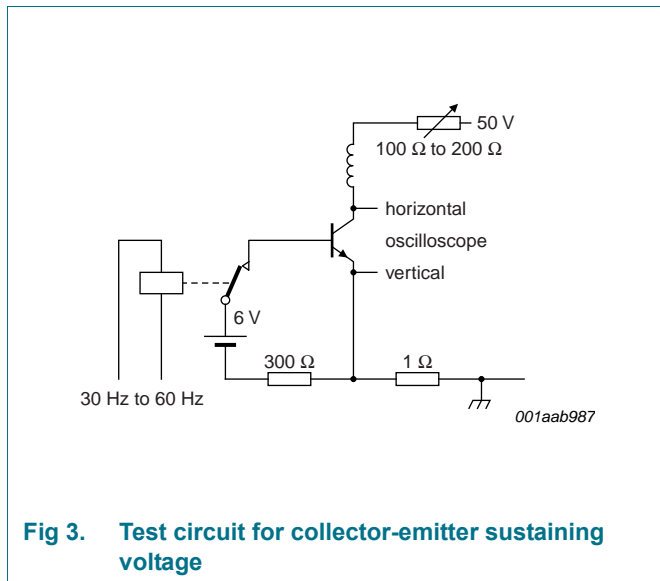 50 V
100 Ω to 200 Ω
horizontal
oscilloscope
vertical
6 V
300 Ω
1 Ω
30 Hz to 60 Hz
001aab987
Fig 3. Test circuit for collector-emitter sustaining
voltage